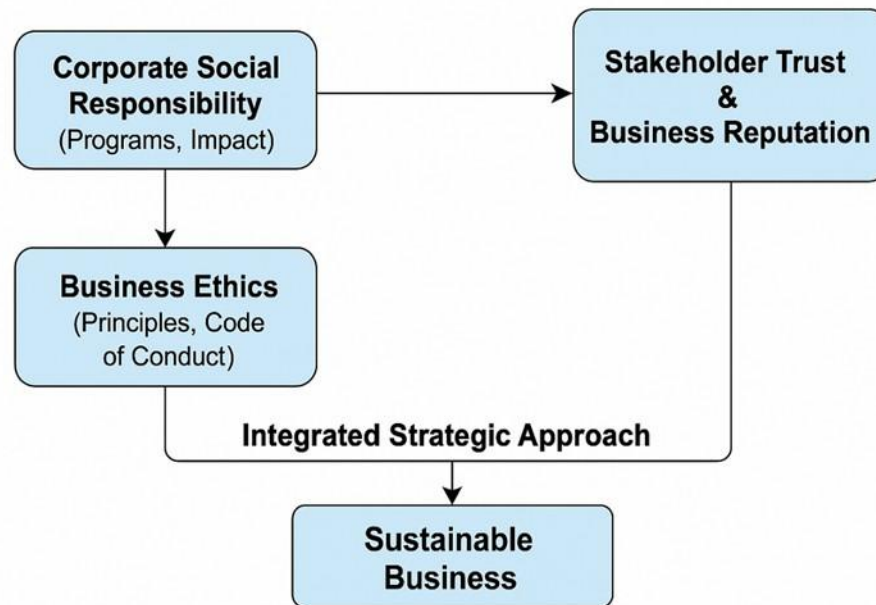 Corporate Social
Responsibility
(Programs, Impact)
Stakeholder Trust
&
Business Reputation
Business Ethics
(Principles, Code
of Conduct)
Integrated Strategic Approach
Sustainable
Business